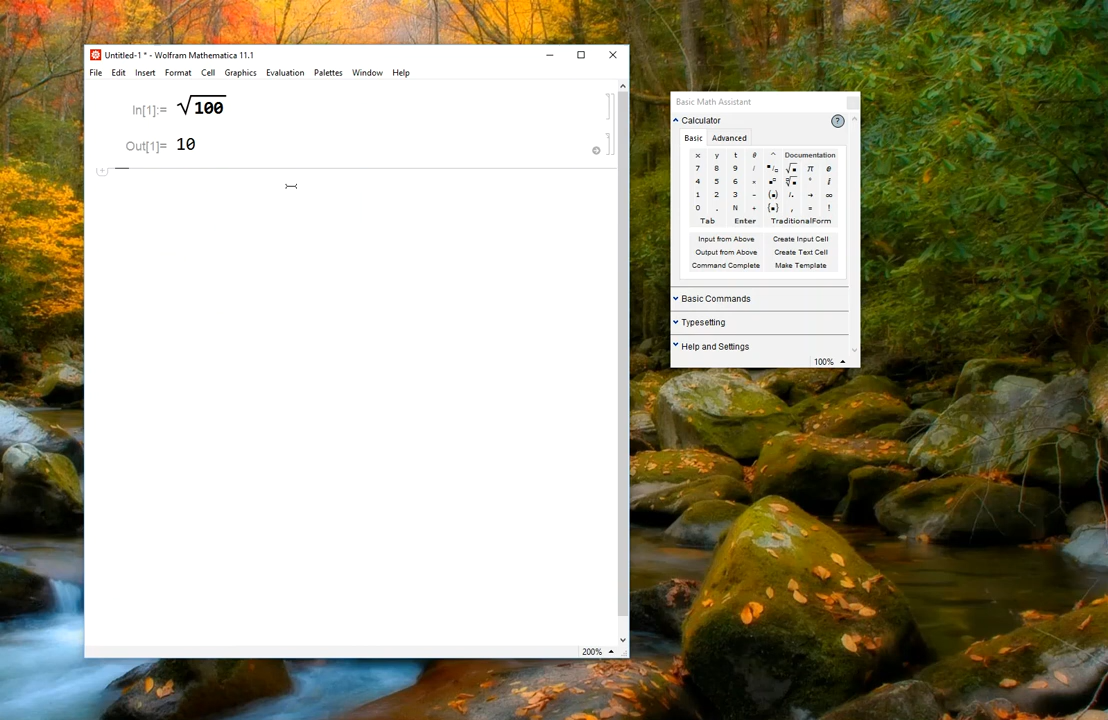 Untitled-1 * - Wolfram Mathematica 11.1
File Edit Insert Format Cell Graphics Evaluation Palettes Window Help
In[1]:= √100
Out[1]= 10
200%
Basic Math Assistant
Calculator ?
Basic Advanced
x y t θ ^ Documentation
7 8 9 / √ π e
4 5 6 × ° i
1 2 3 - (▪) /. → ∞
0 . N + {▪} , = !
Tab Enter TraditionalForm
Input from Above Create Input Cell
Output from Above Create Text Cell
Command Complete Make Template
Basic Commands
Typesetting
Help and Settings
100%